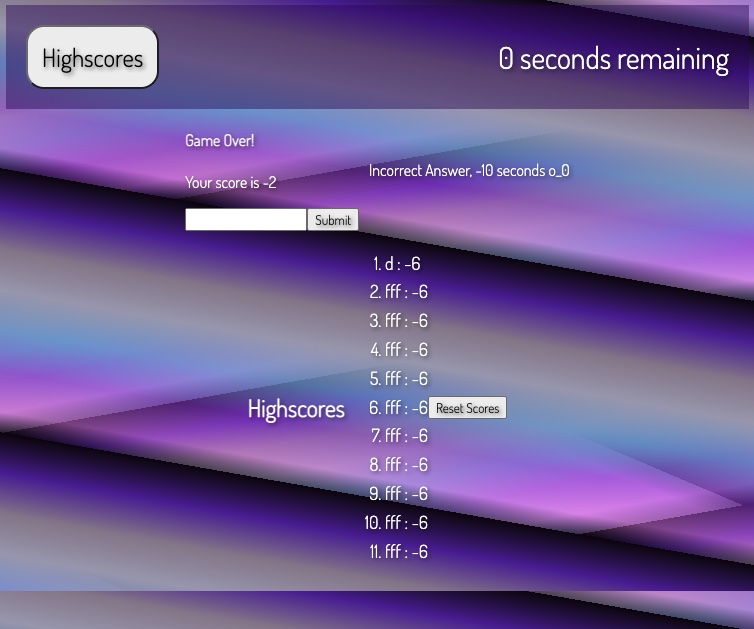 Highscores
0 seconds remaining
Game Over!
Incorrect Answer, -10 seconds o_0
Your score is -2
Submit
Highscores
1. d : -6
2. fff : -6
3. fff : -6
4. fff : -6
5. fff : -6
6. fff : -6
7. fff : -6
8. fff : -6
9. fff : -6
10. fff : -6
11. fff : -6
Reset Scores